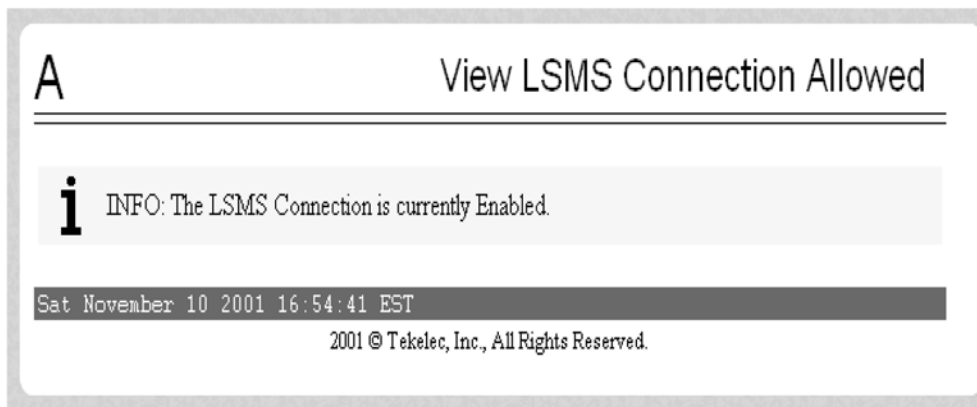 A
View LSMS Connection Allowed
i
INFO: The LSMS Connection is currently Enabled.
Sat November 10 2001 16:54:41 EST
2001 © Tekelec, Inc., All Rights Reserved.